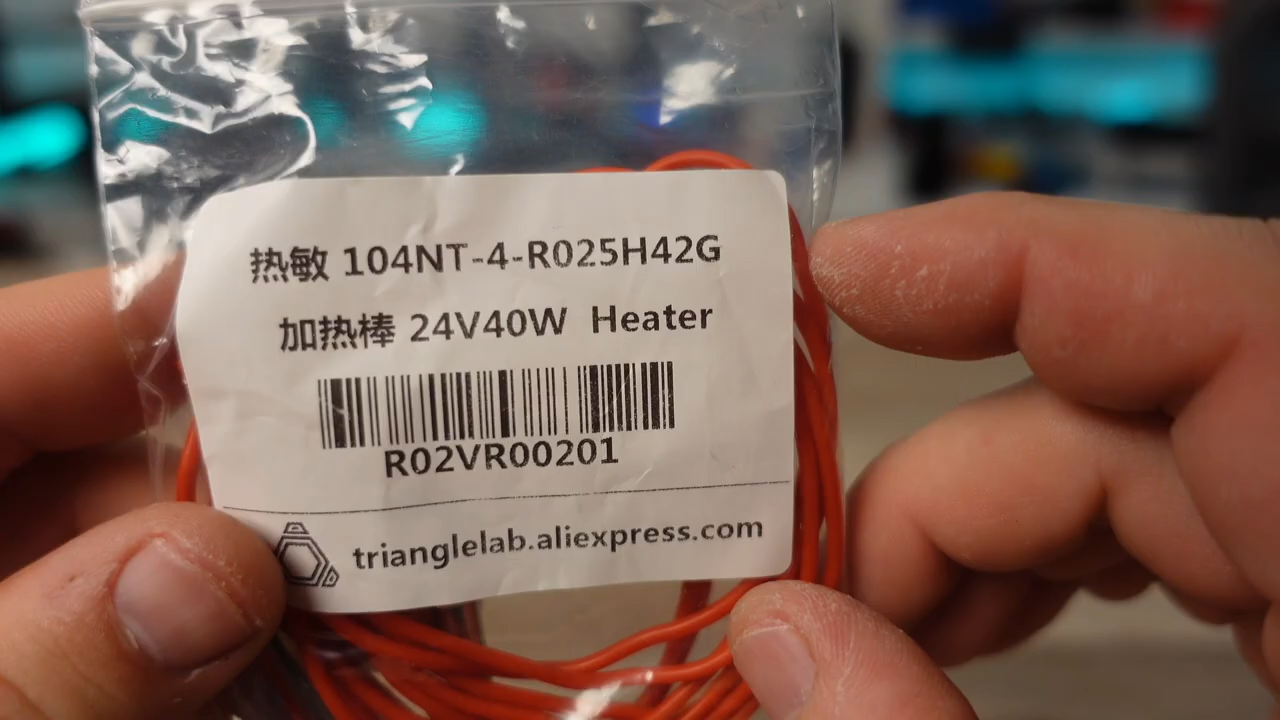 热敏 104NT-4-R025H42G
加热棒 24V40W Heater
R02VR00201
trianglelab.aliexpress.com